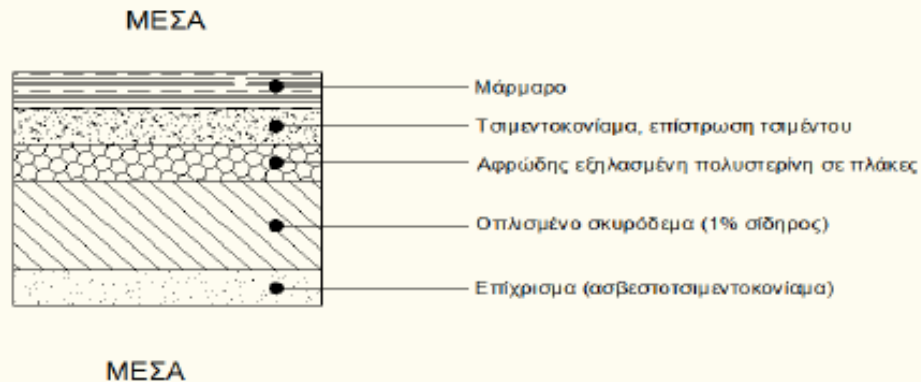 ΜΕΣΑ
Μάρμαρο
Τσιμεντοκονίαμα, επίστρωση τσιμέντου
Αφρώδης εξηλασμένη πολυστερίνη σε πλάκες
Οπλισμένο σκυρόδεμα (1% σίδηρος)
Επίχρισμα (ασβεστοτσιμεντοκονίαμα)
ΜΕΣΑ